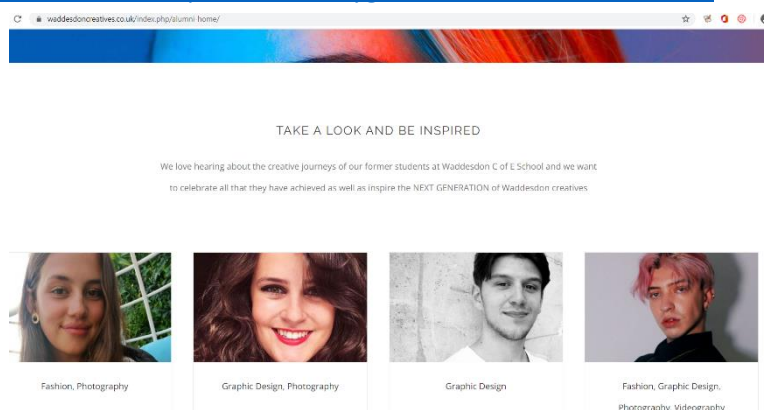 waddesdoncreatives.co.uk/index.php/alumni-home/
TAKE A LOOK AND BE INSPIRED
We love hearing about the creative journeys of our former students at Waddesdon C of E School and we want
to celebrate all that they have achieved as well as inspire the NEXT GENERATION of Waddesdon creatives
Fashion, Photography
Graphic Design, Photography
Graphic Design
Fashion, Graphic Design,
Photography, Videography